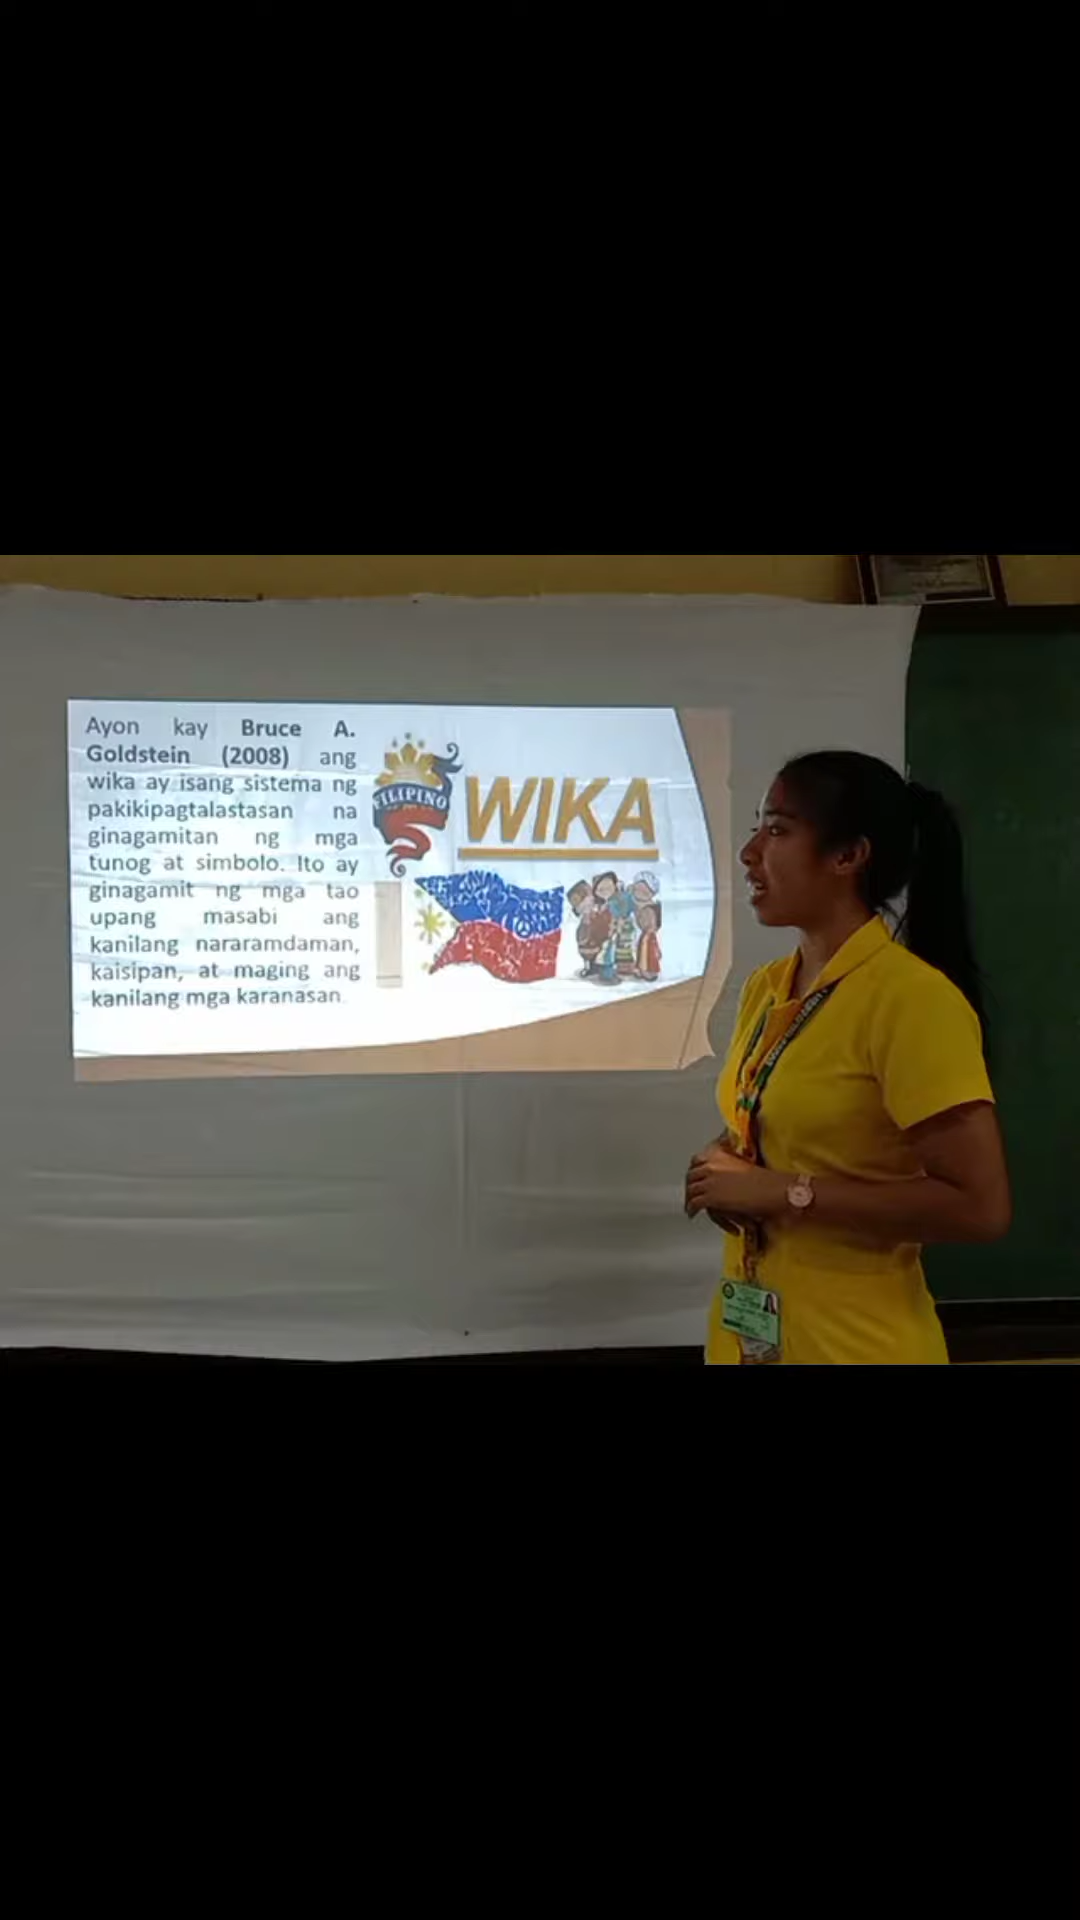 Ayon kay Bruce A.
Goldstein (2008) ang
wika ay isang sistema ng
pakikipagtalastasan na
ginagamitan ng mga
tunog at simbolo. Ito ay
ginagamit ng mga tao
upang masabi ang
kanilang nararamdaman,
kaisipan, at maging ang
kanilang mga karanasan.
FILIPINO
WIKA